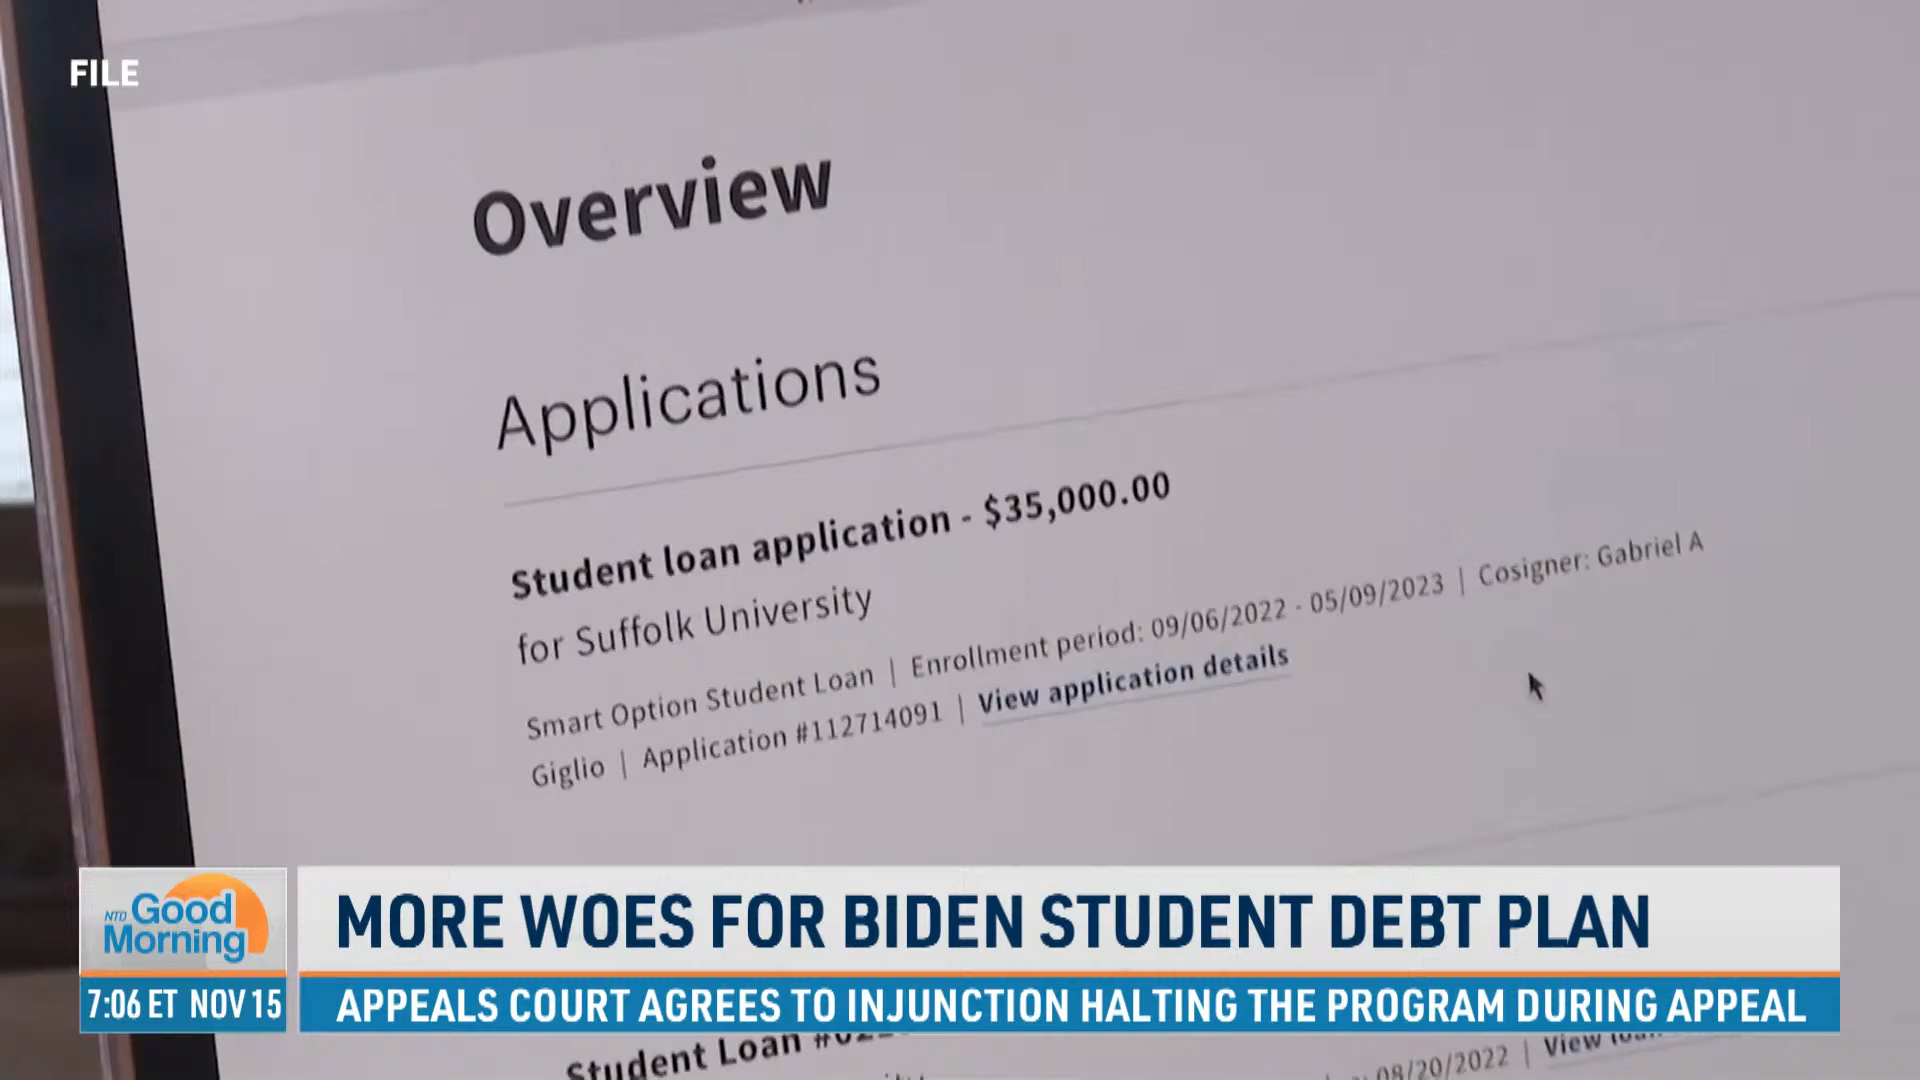 FILE
Overview
Applications
Student loan application - $35,000.00
for Suffolk University
Smart Option Student Loan | Enrollment period: 09/06/2022 - 05/09/2023 | Cosigner: Gabriel A
Giglio | Application #112714091 | View application details
NTD Good
Morning
MORE WOES FOR BIDEN STUDENT DEBT PLAN
7:06 ET NOV 15
APPEALS COURT AGREES TO INJUNCTION HALTING THE PROGRAM DURING APPEAL
Student Loan
08/20/2022 | View